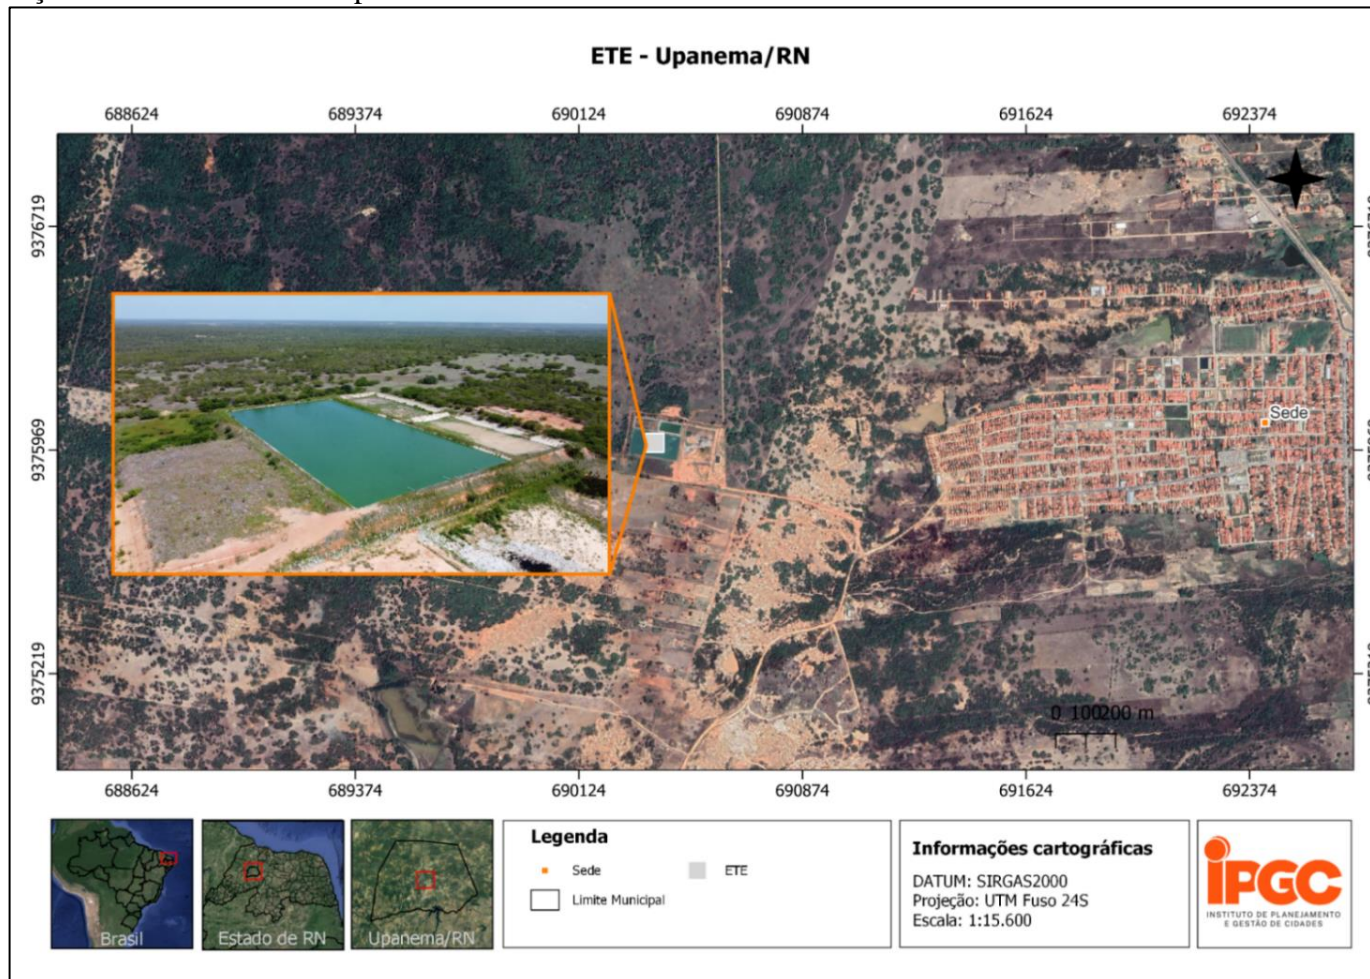 ETE - Upanema/RN
688624 689374 690124 690874 691624 692374
9376719
Sede
9375969
9375219
0 100200 m
688624 689374 690124 690874 691624 692374
Brasil
Estado de RN
Upanema/RN
Legenda
Sede
ETE
Limite Municipal
Informações cartográficas
DATUM: SIRGAS2000
Projeção: UTM Fuso 24S
Escala: 1:15.600
IPGC
INSTITUTO DE PLANEJAMENTO
E GESTÃO DE CIDADES